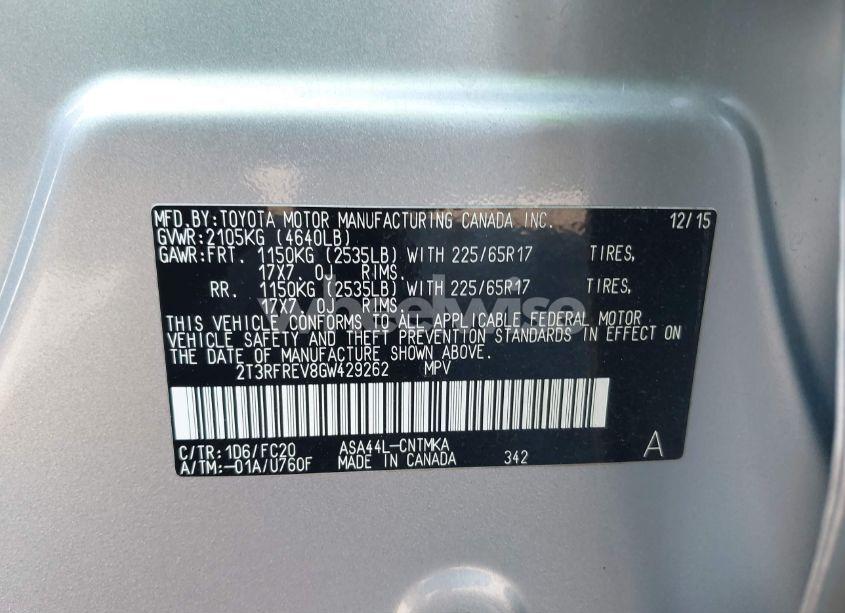 MFD.BY:TOYOTA MOTOR MANUFACTURING CANADA INC. 12/15
GVWR:2105KG (4640LB)
GAWR:FRT. 1150KG (2535LB) WITH 225/65R17 TIRES,
17X7.0J RIMS.
RR. 1150KG (2535LB) WITH 225/65R17 TIRES,
17X7.0J RIMS.
wheelwise
THIS VEHICLE CONFORMS TO ALL APPLICABLE FEDERAL MOTOR
VEHICLE SAFETY AND THEFT PREVENTION STANDARDS IN EFFECT ON
THE DATE OF MANUFACTURE SHOWN ABOVE.
2T3RFREV8GW429262 MPV
C/TR:1D6/FC20 ASA44L-CNTMKA A
A/TM:-01A/U760F MADE IN CANADA 342